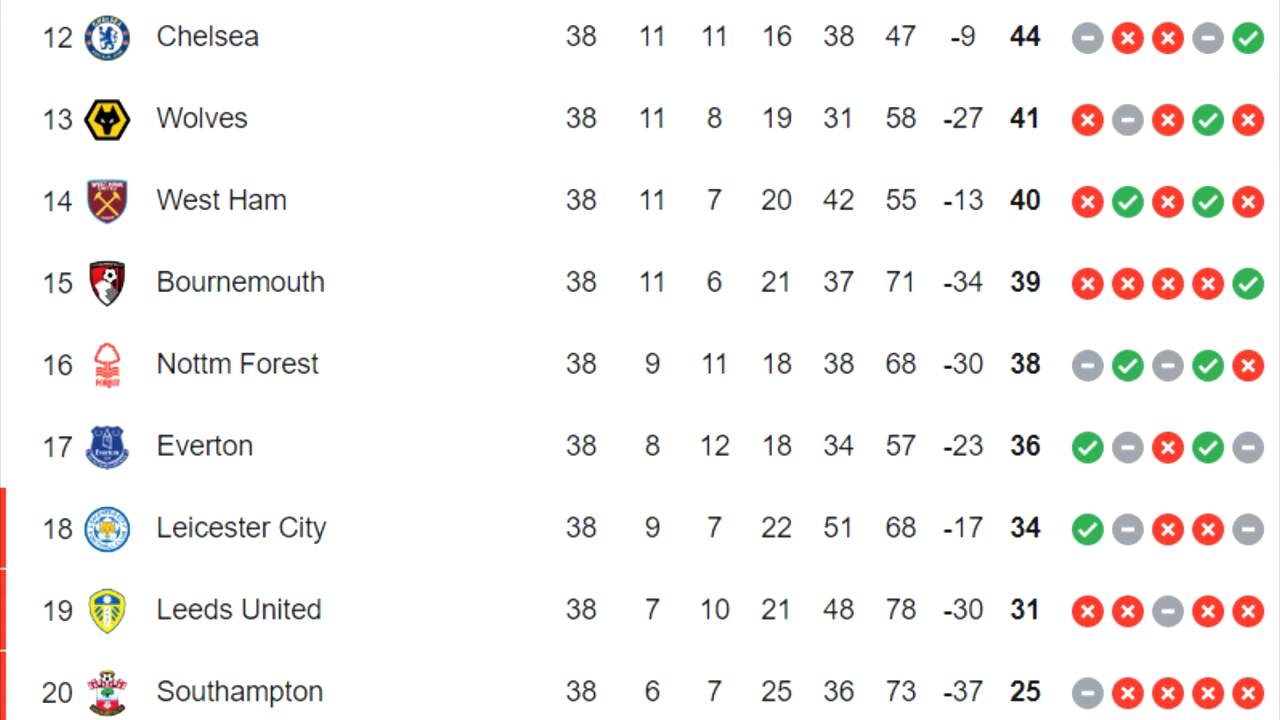 12 Chelsea 38 11 11 16 38 47 -9 44
13 Wolves 38 11 8 19 31 58 -27 41
14 West Ham 38 11 7 20 42 55 -13 40
15 Bournemouth 38 11 6 21 37 71 -34 39
16 Nottm Forest 38 9 11 18 38 68 -30 38
17 Everton 38 8 12 18 34 57 -23 36
18 Leicester City 38 9 7 22 51 68 -17 34
19 Leeds United 38 7 10 21 48 78 -30 31
20 Southampton 38 6 7 25 36 73 -37 25